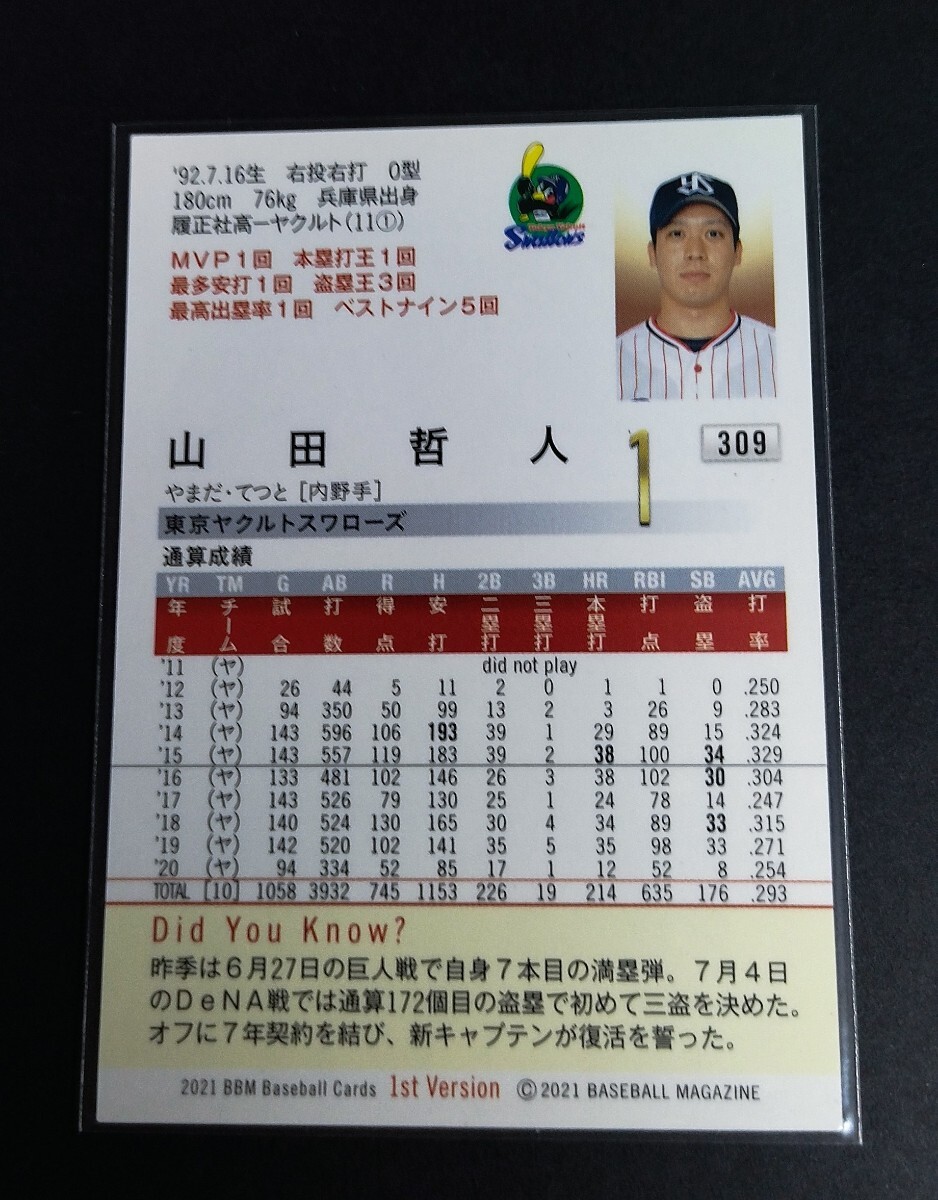 '92.7.16生　右投右打　O型
180cm　76kg　兵庫県出身
履正社高ーヤクルト(11①)
MVP1回　本塁打王1回
最多安打1回　盗塁王3回
最高出塁率1回　ベストナイン5回
Swallows
山田哲人 1 309
やまだ・てつと [内野手]
東京ヤクルトスワローズ
通算成績
YR TM G AB R H 2B 3B HR RBI SB AVG
年度 チーム 試合 打数 得点 安打 二塁打 三塁打 本塁打 打点 盗塁 打率
'11 (ヤ) did not play
'12 (ヤ) 26 44 5 11 2 0 1 1 0 .250
'13 (ヤ) 94 350 50 99 13 2 3 26 9 .283
'14 (ヤ) 143 596 106 193 39 1 29 89 15 .324
'15 (ヤ) 143 557 119 183 39 2 38 100 34 .329
'16 (ヤ) 133 481 102 146 26 3 38 102 30 .304
'17 (ヤ) 143 526 79 130 25 1 24 78 14 .247
'18 (ヤ) 140 524 130 165 30 4 34 89 33 .315
'19 (ヤ) 142 520 102 141 35 5 35 98 33 .271
'20 (ヤ) 94 334 52 85 17 1 12 52 8 .254
TOTAL [10] 1058 3932 745 1153 226 19 214 635 176 .293
Did You Know?
昨季は6月27日の巨人戦で自身7本目の満塁弾。7月4日
のDeNA戦では通算172個目の盗塁で初めて三盗を決めた。
オフに7年契約を結び、新キャプテンが復活を誓った。
2021 BBM Baseball Cards 1st Version ©2021 BASEBALL MAGAZINE